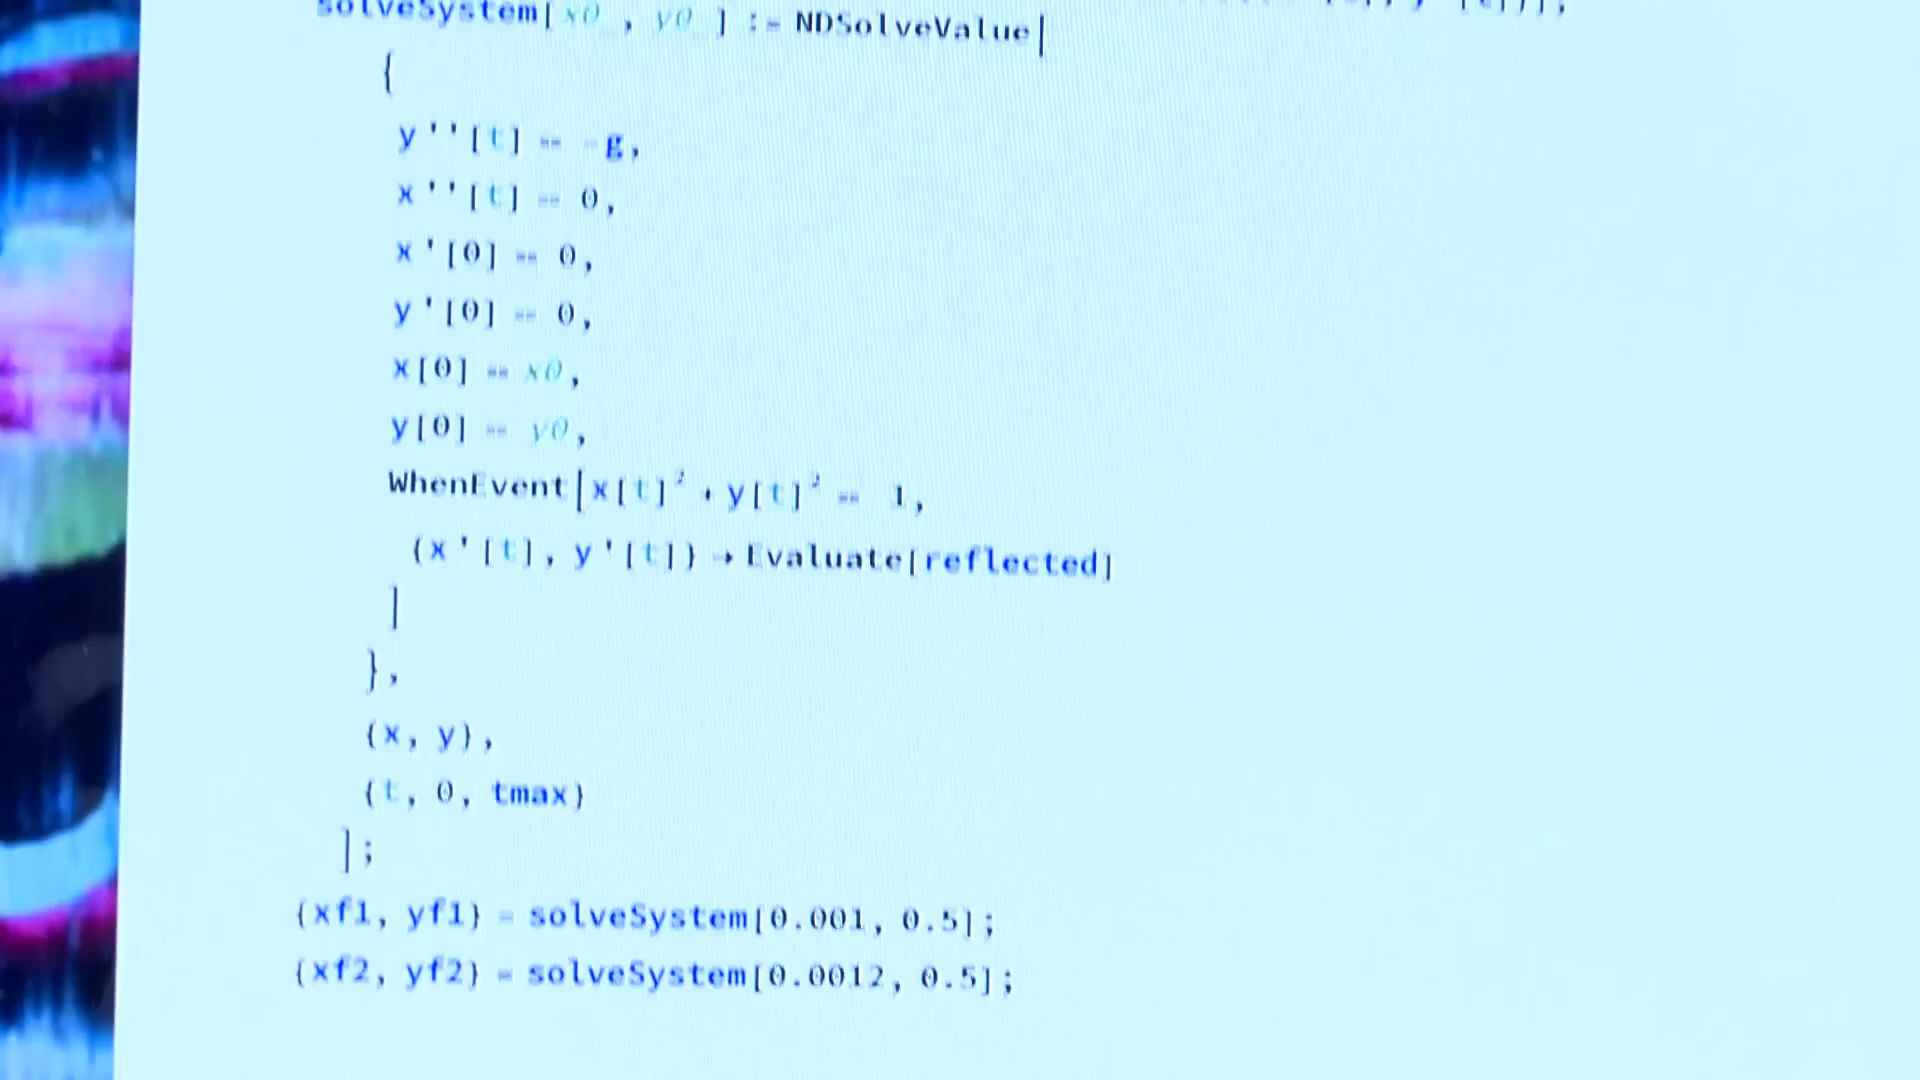 solveSystem[x0_, y0_] := NDSolveValue[
{
y''[t] == -g,
x''[t] == 0,
x'[0] == 0,
y'[0] == 0,
x[0] == x0,
y[0] == y0,
WhenEvent[x[t]² + y[t]² == 1,
{x'[t], y'[t]} → Evaluate[reflected]
]
},
{x, y},
{t, 0, tmax}
];
{xf1, yf1} = solveSystem[0.001, 0.5];
{xf2, yf2} = solveSystem[0.0012, 0.5];